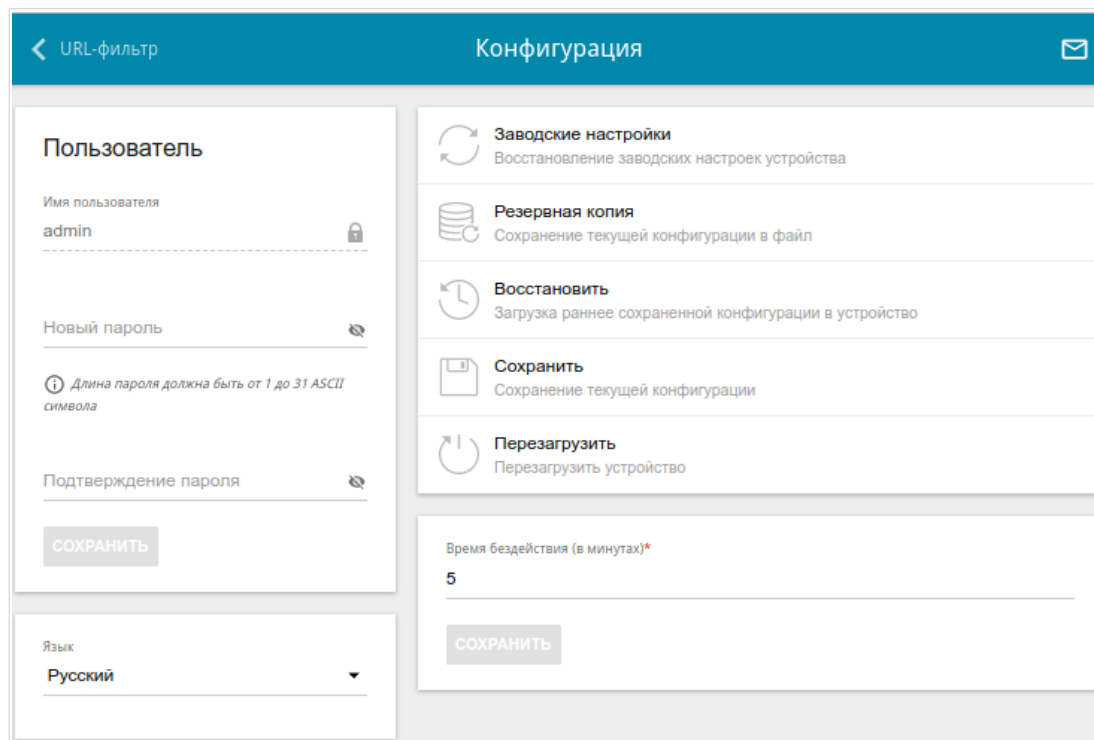 URL-фильтр
Конфигурация
Пользователь
Имя пользователя
admin
Новый пароль
Длина пароля должна быть от 1 до 31 ASCII
символа
Подтверждение пароля
СОХРАНИТЬ
Язык
Русский
Заводские настройки
Восстановление заводских настроек устройства
Резервная копия
Сохранение текущей конфигурации в файл
Восстановить
Загрузка раннее сохраненной конфигурации в устройство
Сохранить
Сохранение текущей конфигурации
Перезагрузить
Перезагрузить устройство
Время бездействия (в минутах)*
5
СОХРАНИТЬ